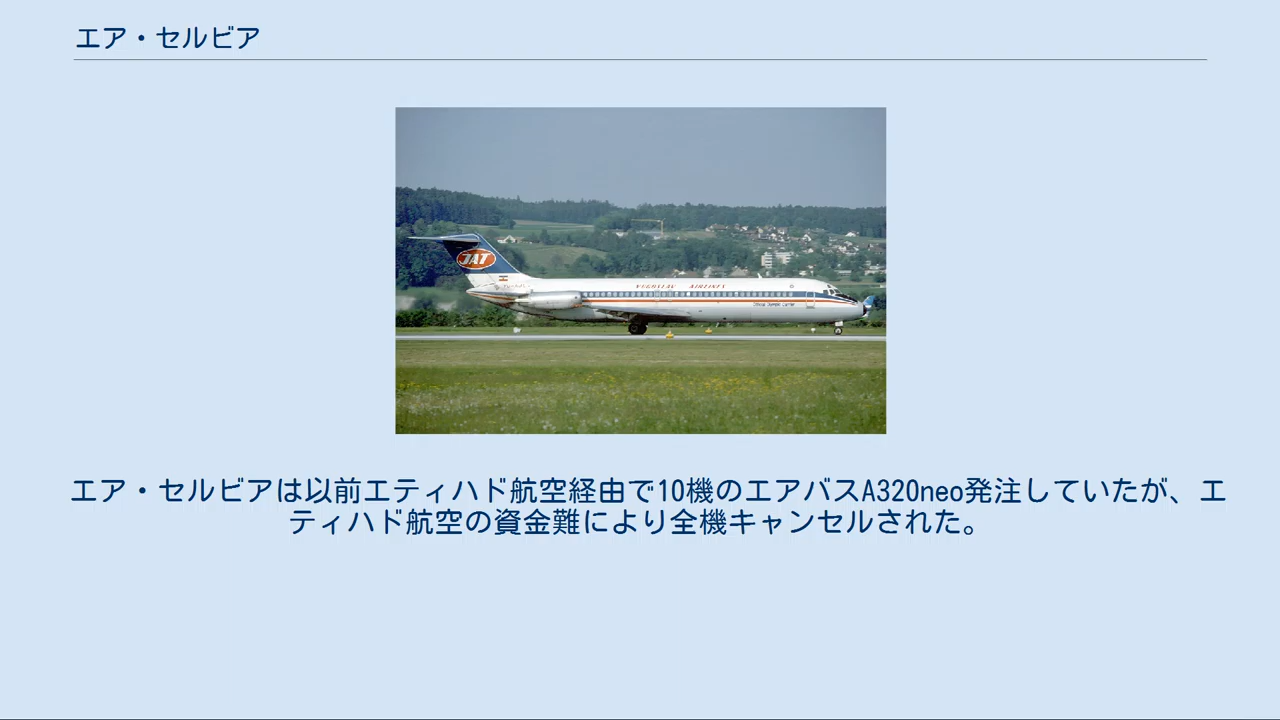 エア・セルビア
JAT
YUGOSLAV AIRLINES
エア・セルビアは以前エティハド航空経由で10機のエアバスA320neo発注していたが、エ
ティハド航空の資金難により全機キャンセルされた。